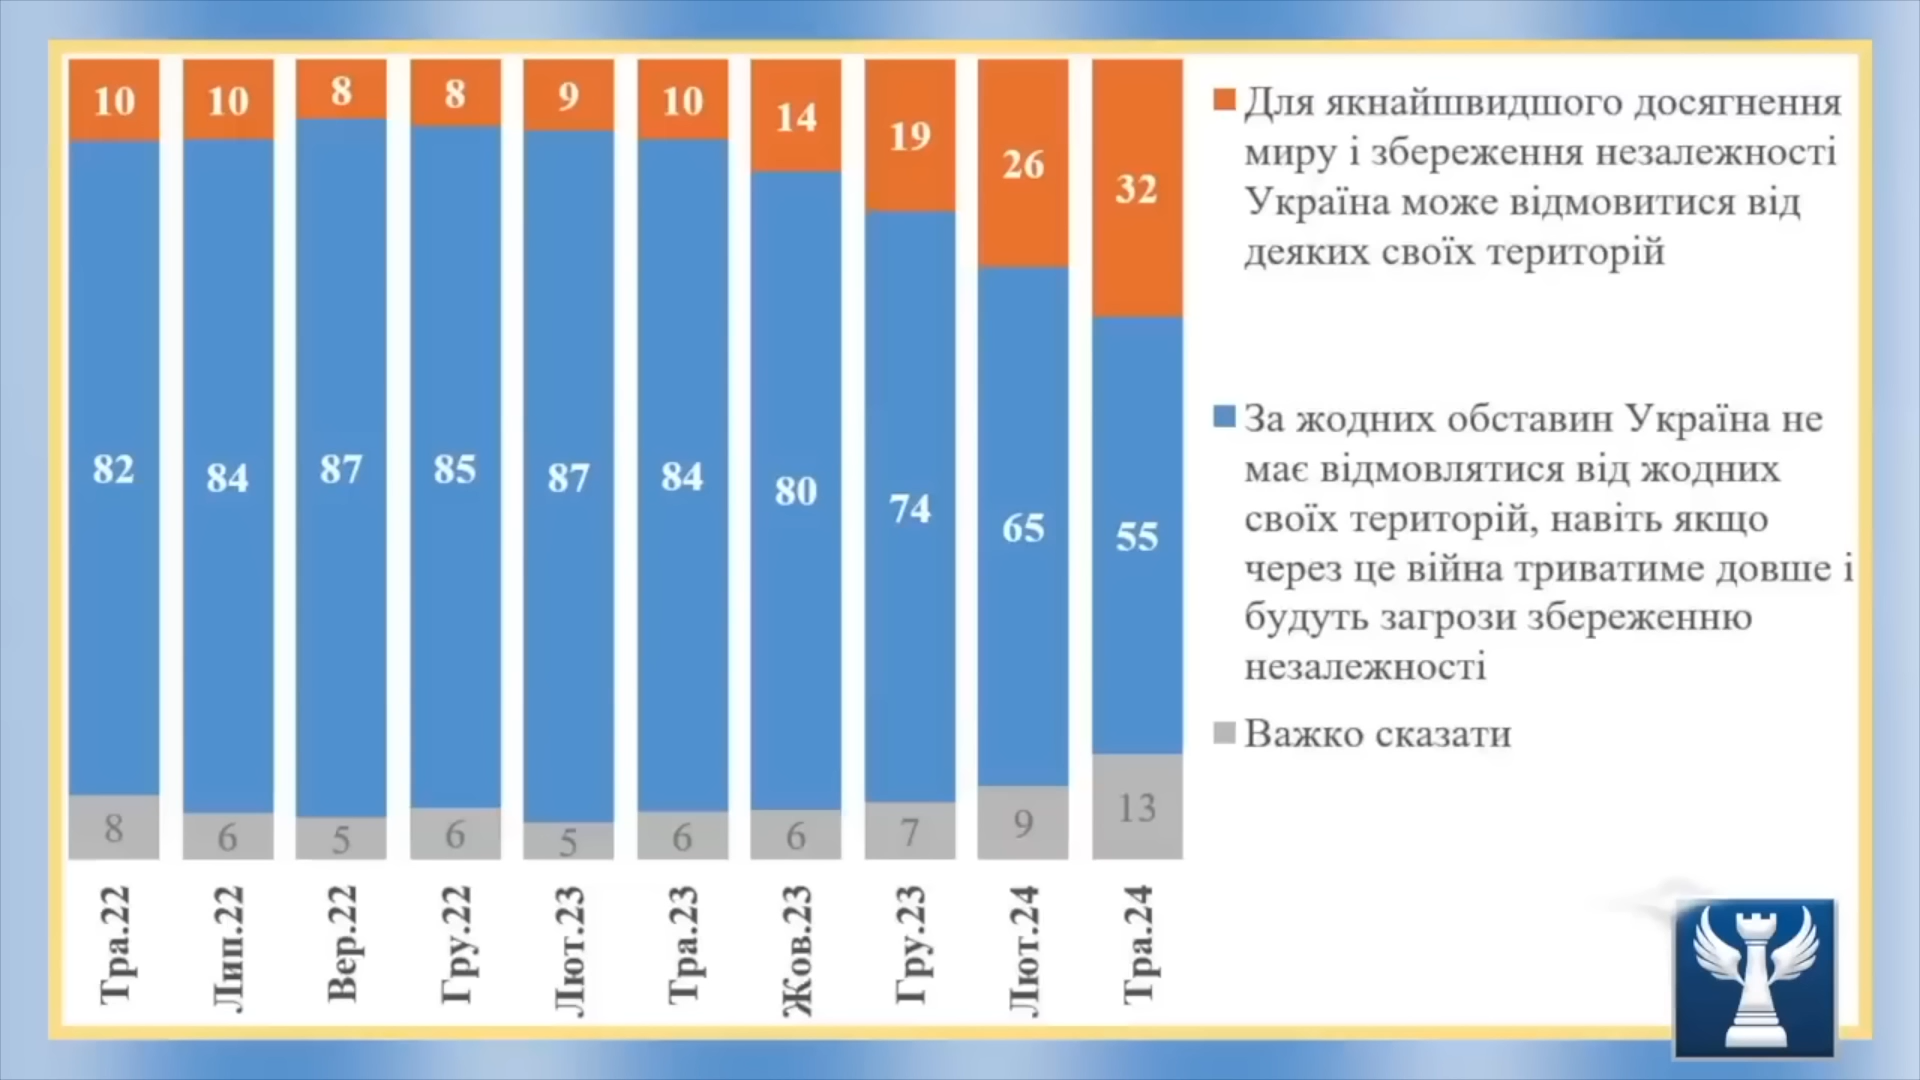 10 10 8 8 9 10 14 19 26 32
82 84 87 85 87 84 80 74 65 55
8 6 5 6 5 6 6 7 9 13
Тра.22 Лип.22 Вер.22 Гру.22 Лют.23 Тра.23 Жов.23 Гру.23 Лют.24 Тра.24
Для якнайшвидшого досягнення
миру і збереження незалежності
Україна може відмовитися від
деяких своїх територій
За жодних обставин Україна не
має відмовлятися від жодних
своїх територій, навіть якщо
через це війна триватиме довше і
будуть загрози збереженню
незалежності
Важко сказати